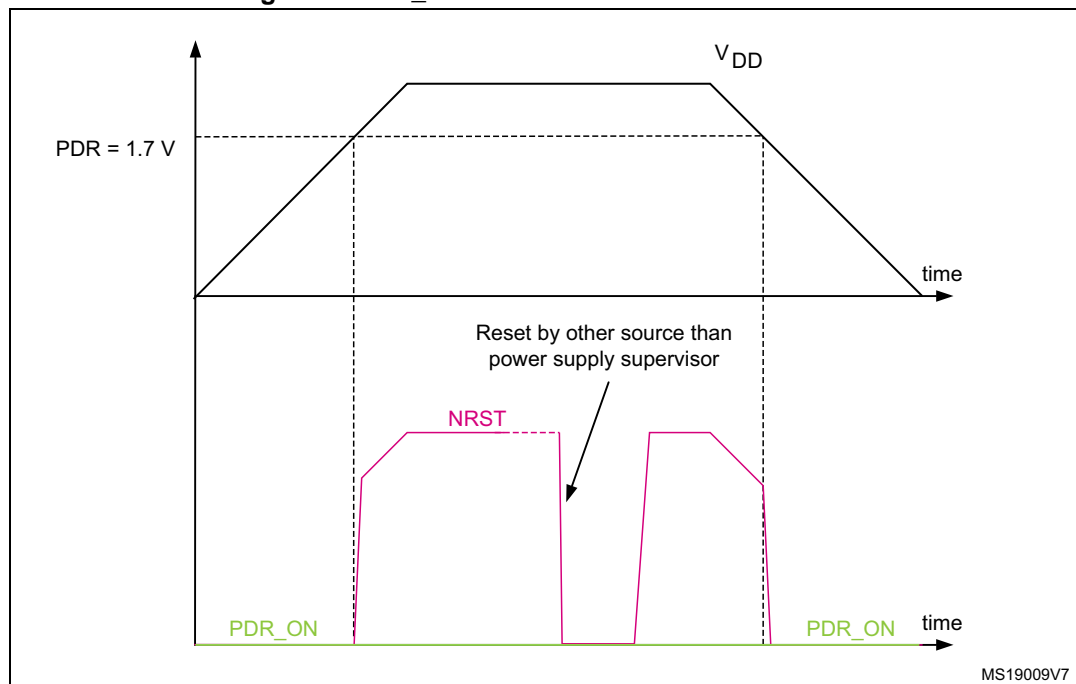 V DD
PDR = 1.7 V
time
Reset by other source than
power supply supervisor
NRST
PDR_ON
PDR_ON
time
MS19009V7